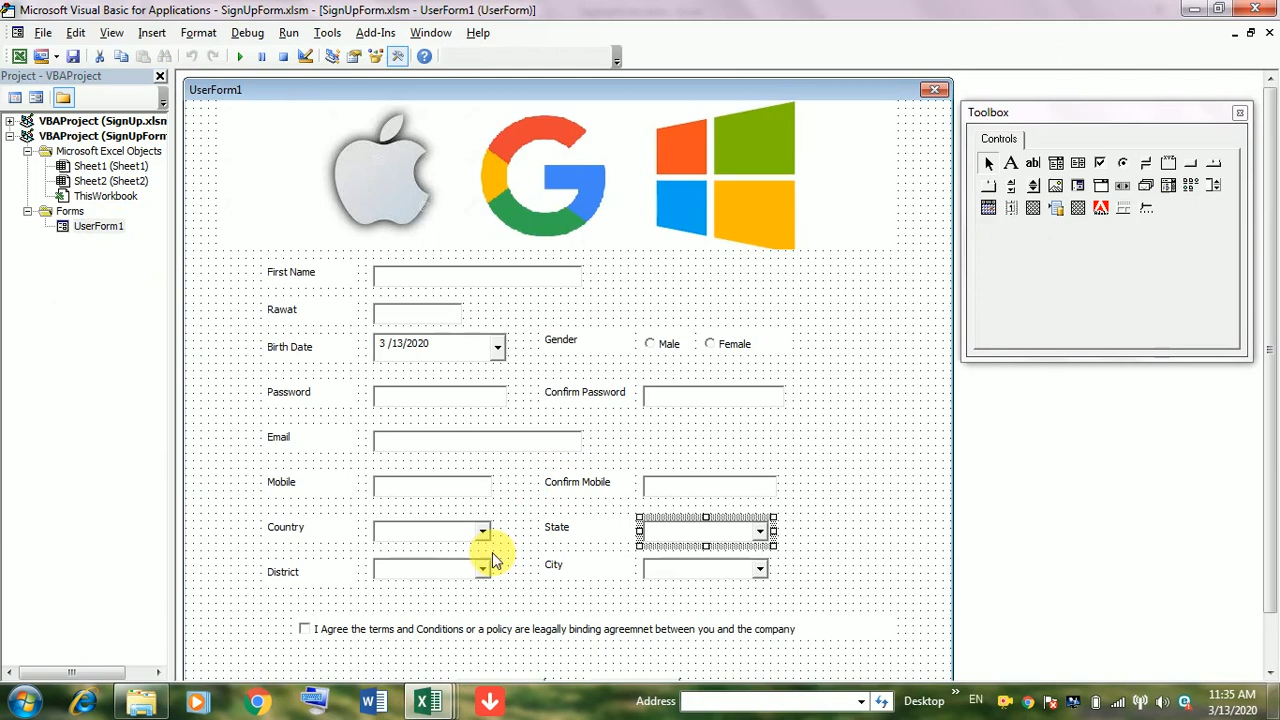 Microsoft Visual Basic for Applications - SignUpForm.xlsm - [SignUpForm.xlsm - UserForm1 (UserForm)]
File Edit View Insert Format Debug Run Tools Add-Ins Window Help
Project - VBAProject
VBAProject (SignUp.xlsn
VBAProject (SignUpForm
Microsoft Excel Objects
Sheet1 (Sheet1)
Sheet2 (Sheet2)
ThisWorkbook
Forms
UserForm1
UserForm1
Toolbox
Controls
First Name
Rawat
Birth Date 3 /13/2020 Gender Male Female
Password Confirm Password
Email
Mobile Confirm Mobile
Country State
District City
I Agree the terms and Conditions or a policy are leagally binding agreemnet between you and the company
Address Desktop » EN
11:35 AM
3/13/2020